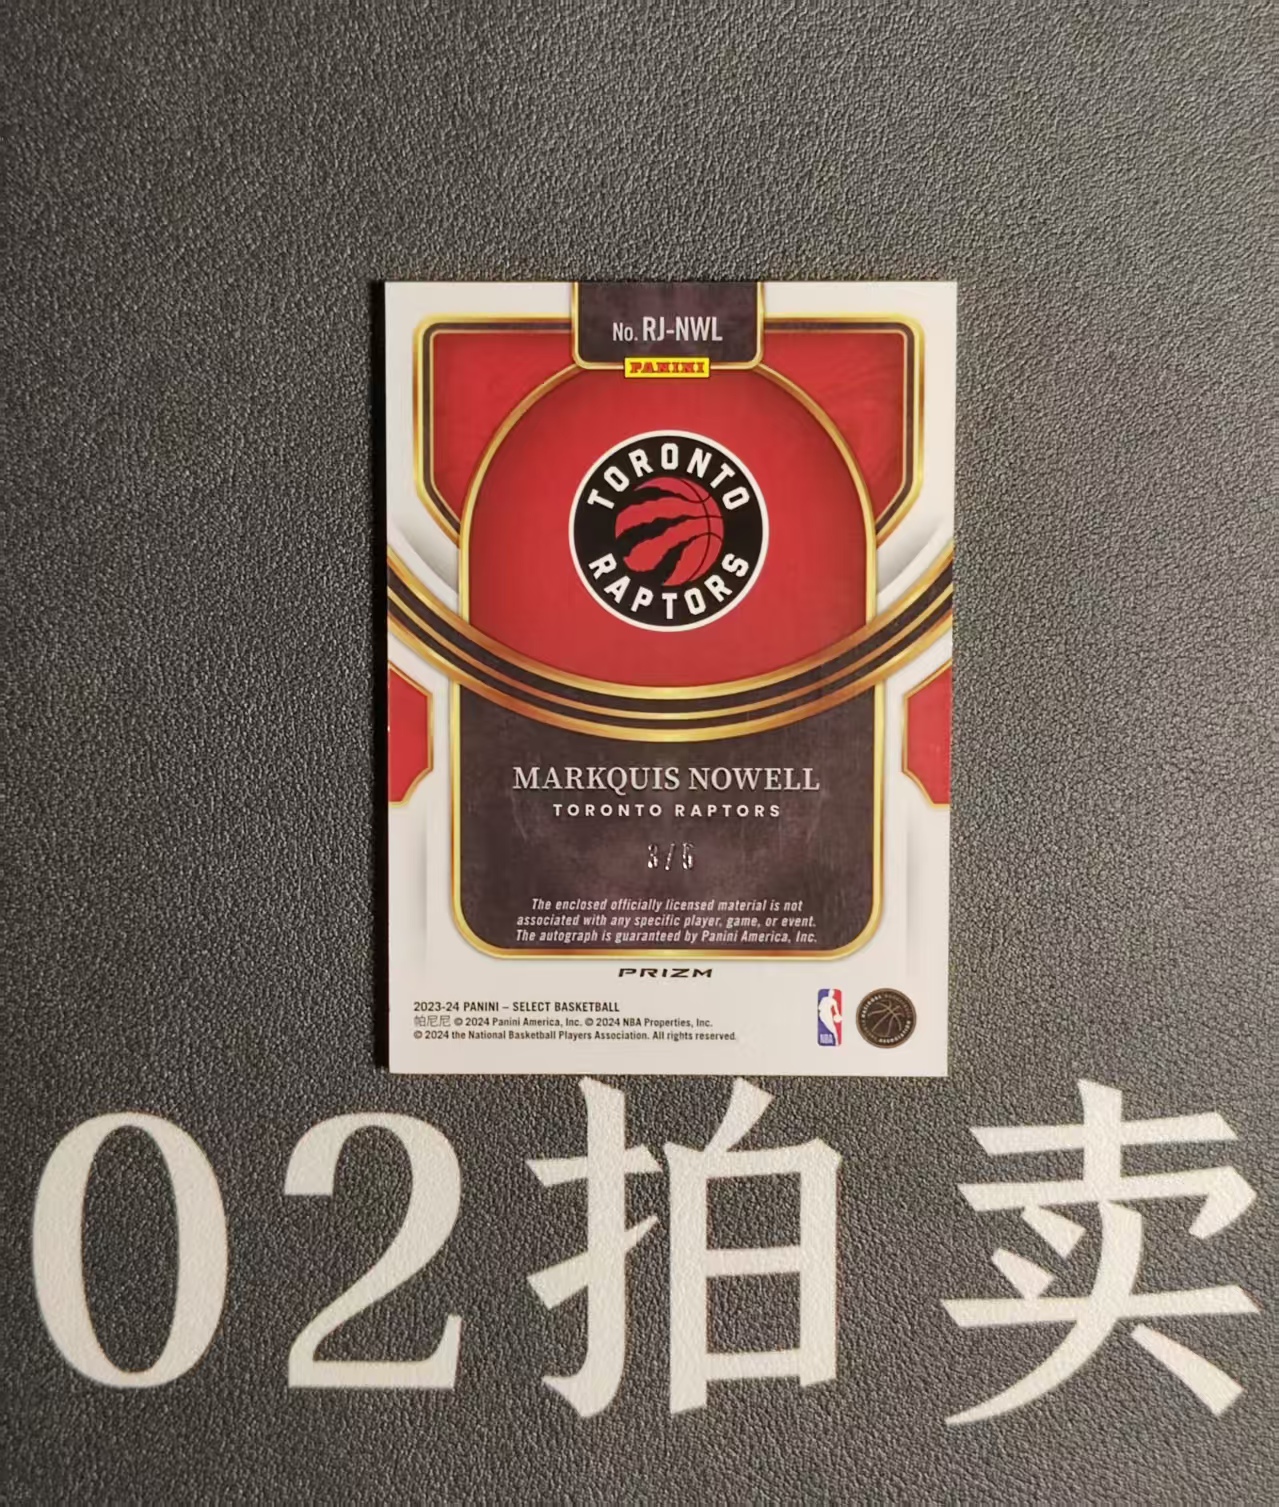 No. RJ-NWL
PANINI
TORONTO
RAPTORS
MARKQUIS NOWELL
TORONTO RAPTORS
3/5
The enclosed officially licensed material is not
associated with any specific player, game, or event.
The autograph is guaranteed by Panini America, Inc.
PRIZM
2023-24 PANINI – SELECT BASKETBALL
帕尼尼 © 2024 Panini America, Inc. © 2024 NBA Properties, Inc.
© 2024 the National Basketball Players Association. All rights reserved.
NBA
02拍卖